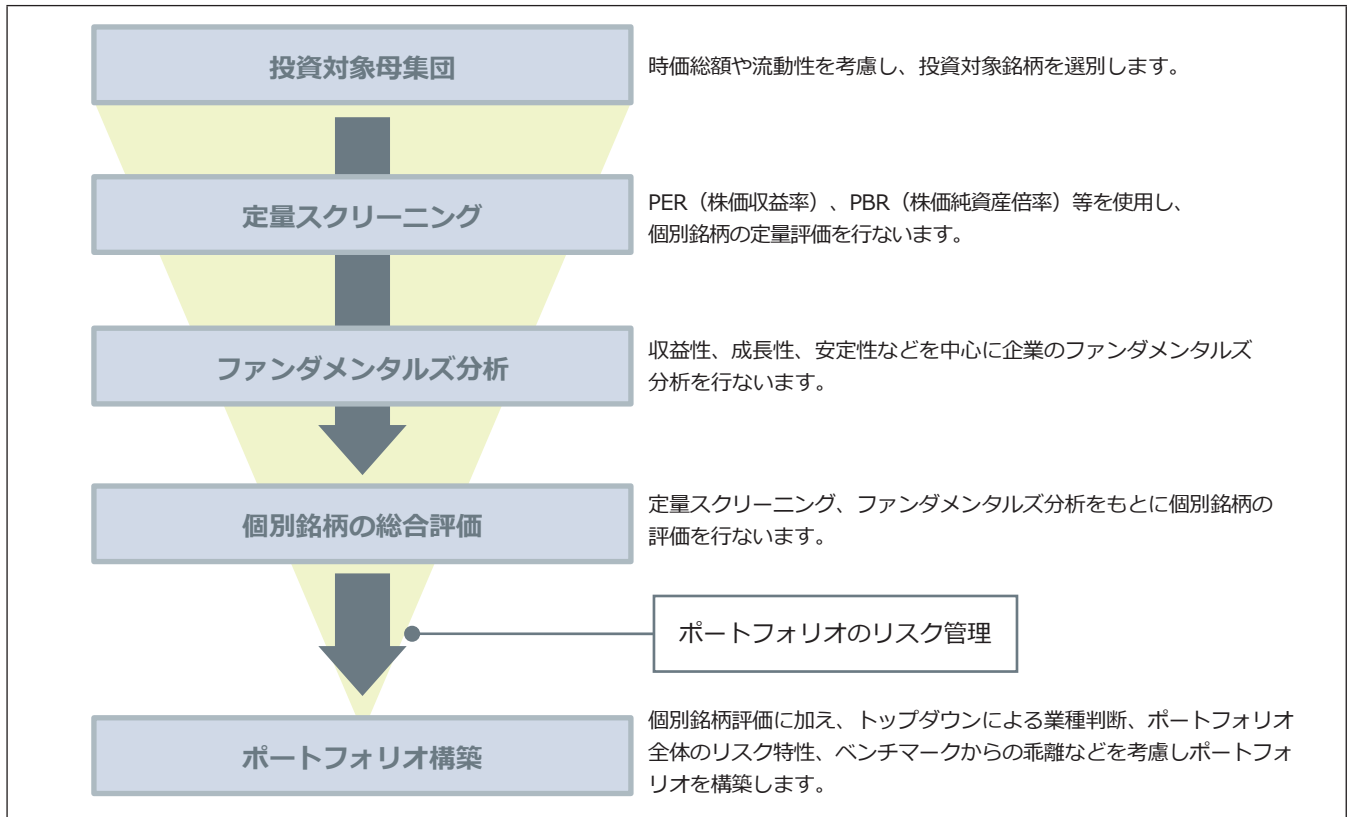 投資対象母集団
時価総額や流動性を考慮し、投資対象銘柄を選別します。
定量スクリーニング
PER（株価収益率）、PBR（株価純資産倍率）等を使用し、
個別銘柄の定量評価を行ないます。
ファンダメンタルズ分析
収益性、成長性、安定性などを中心に企業のファンダメンタルズ
分析を行ないます。
個別銘柄の総合評価
定量スクリーニング、ファンダメンタルズ分析をもとに個別銘柄の
評価を行ないます。
ポートフォリオのリスク管理
ポートフォリオ構築
個別銘柄評価に加え、トップダウンによる業種判断、ポートフォリオ
全体のリスク特性、ベンチマークからの乖離などを考慮しポートフォ
リオを構築します。